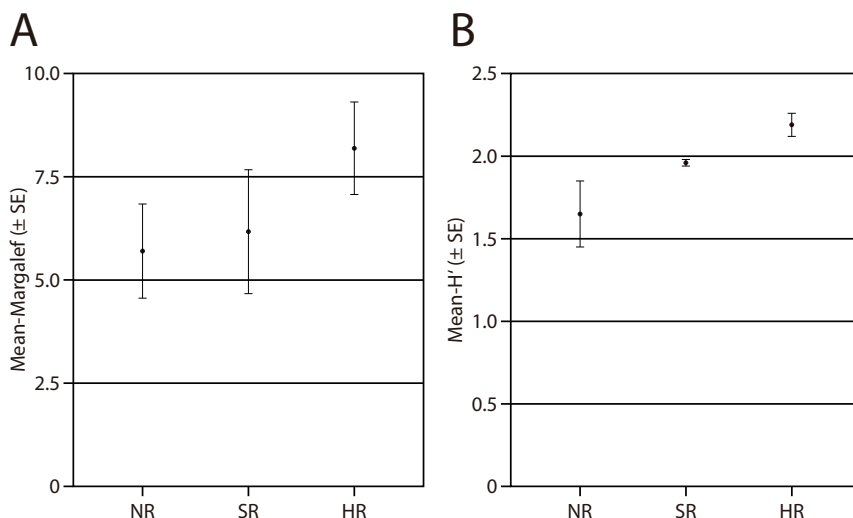 A
Mean-Margalef (± SE)
10.0
7.5
5.0
2.5
0
NR SR HR
B
Mean-H′ (± SE)
2.5
2.0
1.5
1.0
0.5
0
NR SR HR